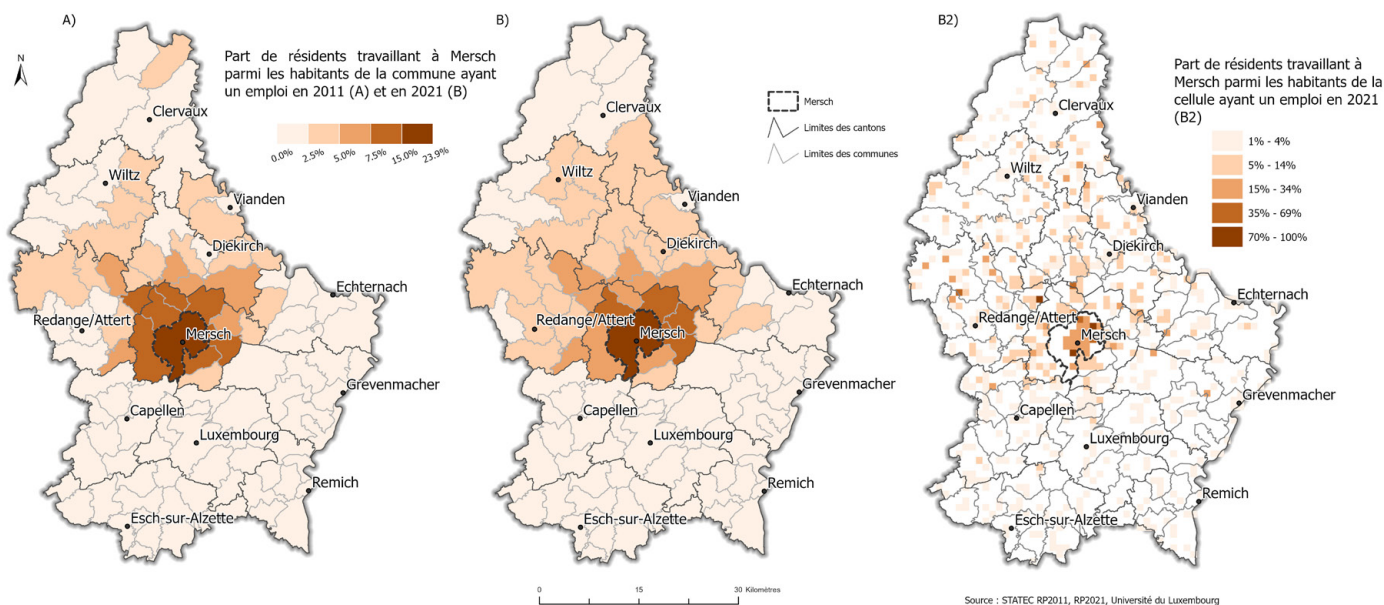 A)
N
Part de résidents travaillant à Mersch
parmi les habitants de la commune ayant
un emploi en 2011 (A) et en 2021 (B)
0.0%
2.5%
5.0%
7.5%
15.0%
23.9%
Clervaux
Wiltz
Vianden
Diekirch
Echternach
Redange/Attert
Mersch
Grevenmacher
Capellen
Luxembourg
Remich
Esch-sur-Alzette
B)
Mersch
Limites des cantons
Limites des communes
Clervaux
Wiltz
Vianden
Diekirch
Echternach
Redange/Attert
Mersch
Grevenmacher
Capellen
Luxembourg
Remich
Esch-sur-Alzette
0 15 30 Kilomètres
B2)
Part de résidents travaillant à
Mersch parmi les habitants de la
cellule ayant un emploi en 2021
(B2)
1% - 4%
5% - 14%
15% - 34%
35% - 69%
70% - 100%
Clervaux
Wiltz
Vianden
Diekirch
Echternach
Redange/Attert
Mersch
Grevenmacher
Capellen
Luxembourg
Remich
Esch-sur-Alzette
Source : STATEC RP2011, RP2021, Université du Luxembourg